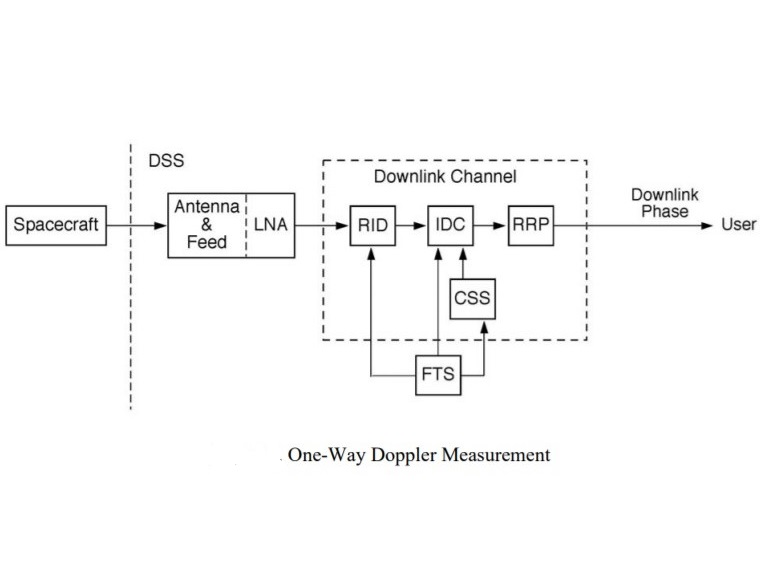 DSS
Downlink Channel
Spacecraft
Antenna
&
Feed
LNA
RID
IDC
RRP
Downlink
Phase
User
CSS
FTS
. One-Way Doppler Measurement